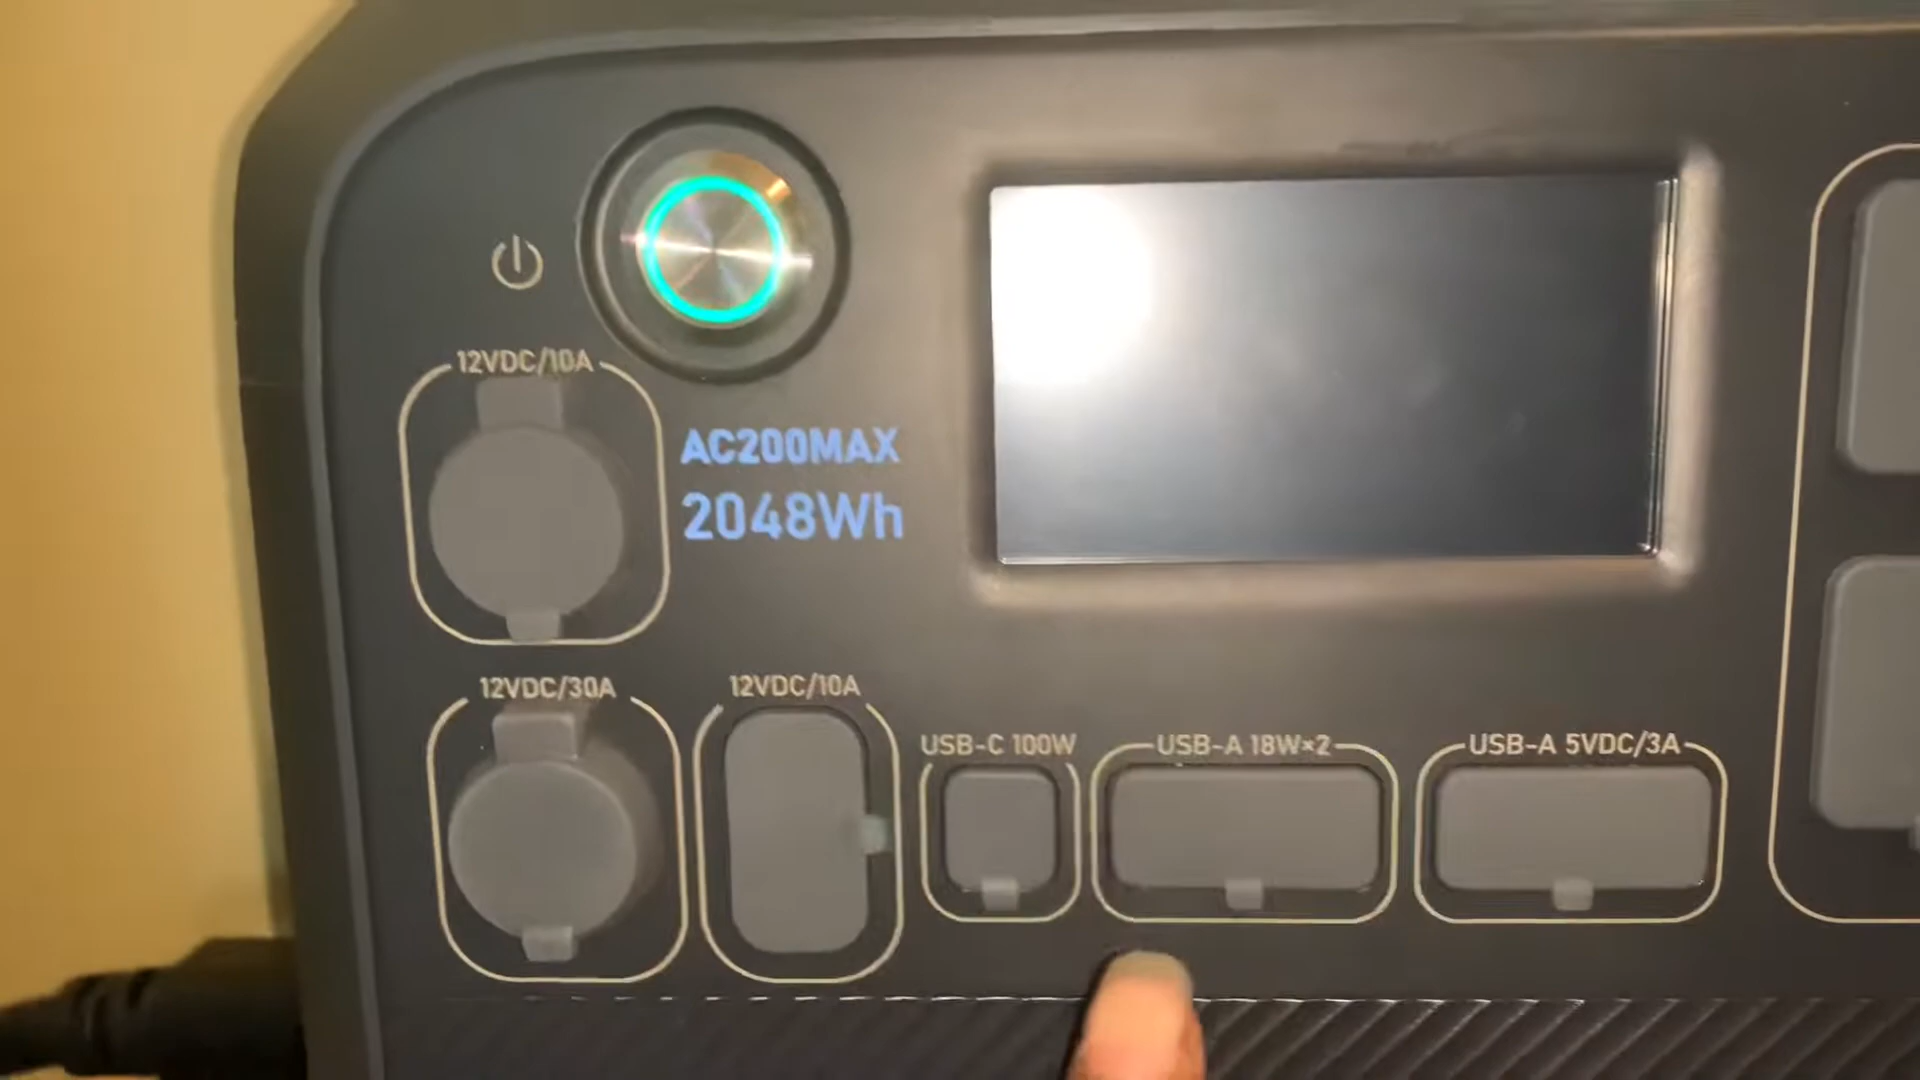 12VDC/10A
AC200MAX
2048Wh
12VDC/30A
12VDC/10A
USB-C 100W
USB-A 18W×2
USB-A 5VDC/3A